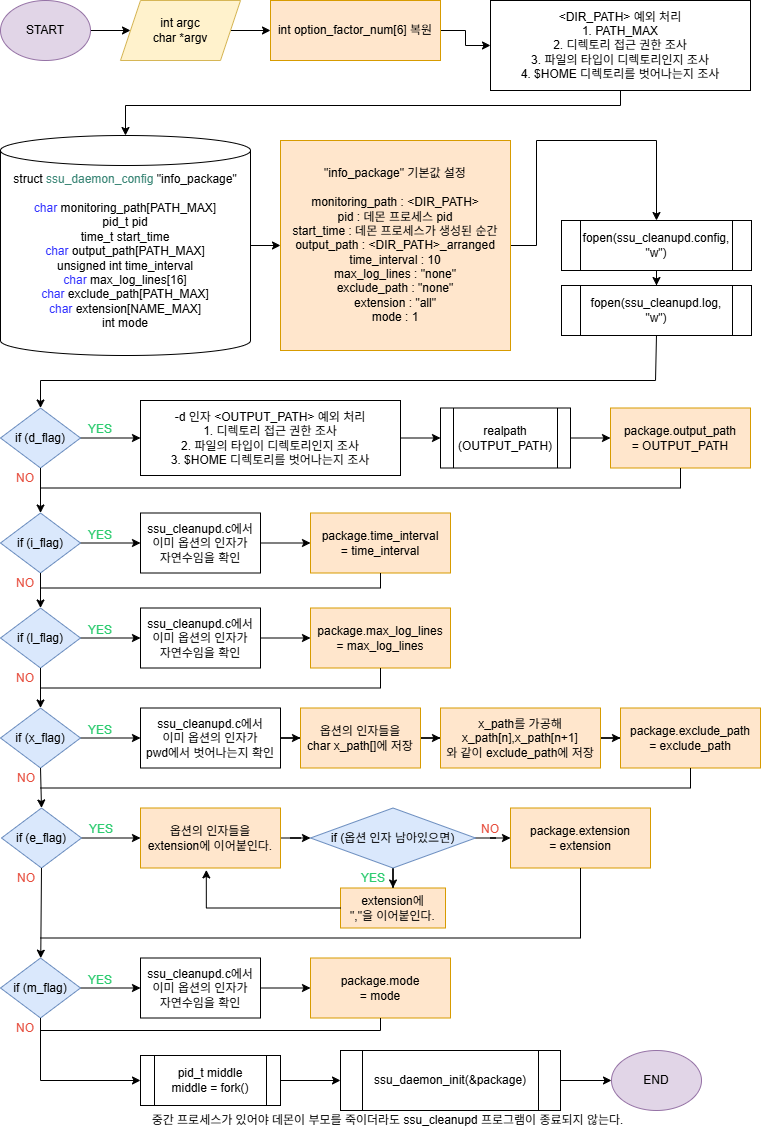 START
int argc
char *argv
int option_factor_num[6] 복원
<DIR_PATH> 예외 처리
1. PATH_MAX
2. 디렉토리 접근 권한 조사
3. 파일의 타입이 디렉토리인지 조사
4. $HOME 디렉토리를 벗어나는지 조사
struct ssu_daemon_config "info_package"
char monitoring_path[PATH_MAX]
pid_t pid
time_t start_time
char output_path[PATH_MAX]
unsigned int time_interval
char max_log_lines[16]
char exclude_path[PATH_MAX]
char extension[NAME_MAX]
int mode
"info_package" 기본값 설정
monitoring_path : <DIR_PATH>
pid : 데몬 프로세스 pid
start_time : 데몬 프로세스가 생성된 순간
output_path : <DIR_PATH>_arranged
time_interval : 10
max_log_lines : "none"
exclude_path : "none"
extension : "all"
mode : 1
fopen(ssu_cleanupd.config,
"w")
fopen(ssu_cleanupd.log,
"w")
if (d_flag)
YES
NO
-d 인자 <OUTPUT_PATH> 예외 처리
1. 디렉토리 접근 권한 조사
2. 파일의 타입이 디렉토리인지 조사
3. $HOME 디렉토리를 벗어나는지 조사
realpath
(OUTPUT_PATH)
package.output_path
= OUTPUT_PATH
if (i_flag)
YES
NO
ssu_cleanupd.c에서
이미 옵션의 인자가
자연수임을 확인
package.time_interval
= time_interval
if (l_flag)
YES
NO
ssu_cleanupd.c에서
이미 옵션의 인자가
자연수임을 확인
package.max_log_lines
= max_log_lines
if (x_flag)
YES
NO
ssu_cleanupd.c에서
이미 옵션의 인자가
pwd에서 벗어나는지 확인
옵션의 인자들을
char x_path[]에 저장
x_path를 가공해
x_path[n],x_path[n+1]
와 같이 exclude_path에 저장
package.exclude_path
= exclude_path
if (e_flag)
YES
NO
옵션의 인자들을
extension에 이어붙인다.
if (옵션 인자 남아있으면)
NO
YES
extension에
","을 이어붙인다.
package.extension
= extension
if (m_flag)
YES
NO
ssu_cleanupd.c에서
이미 옵션의 인자가
자연수임을 확인
package.mode
= mode
pid_t middle
middle = fork()
ssu_daemon_init(&package)
END
중간 프로세스가 있어야 데몬이 부모를 죽이더라도 ssu_cleanupd 프로그램이 종료되지 않는다.